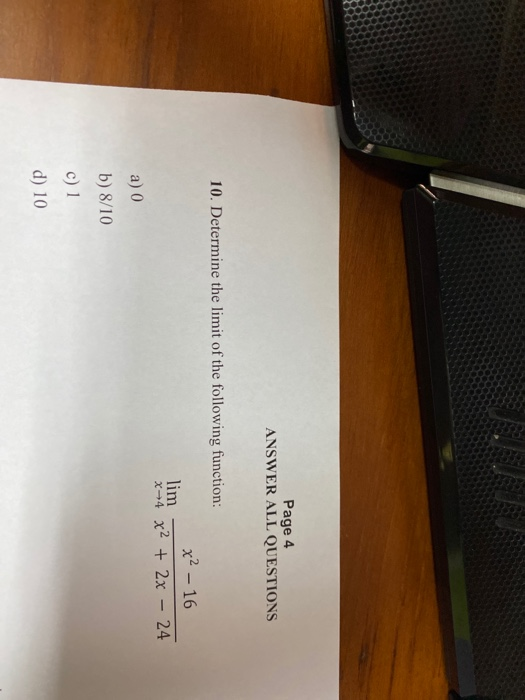 Page 4
ANSWER ALL QUESTIONS
10. Determine the limit of the following function:
lim x→4 (x² − 16) / (x² + 2x − 24)
a) 0
b) 8/10
c) 1
d) 10